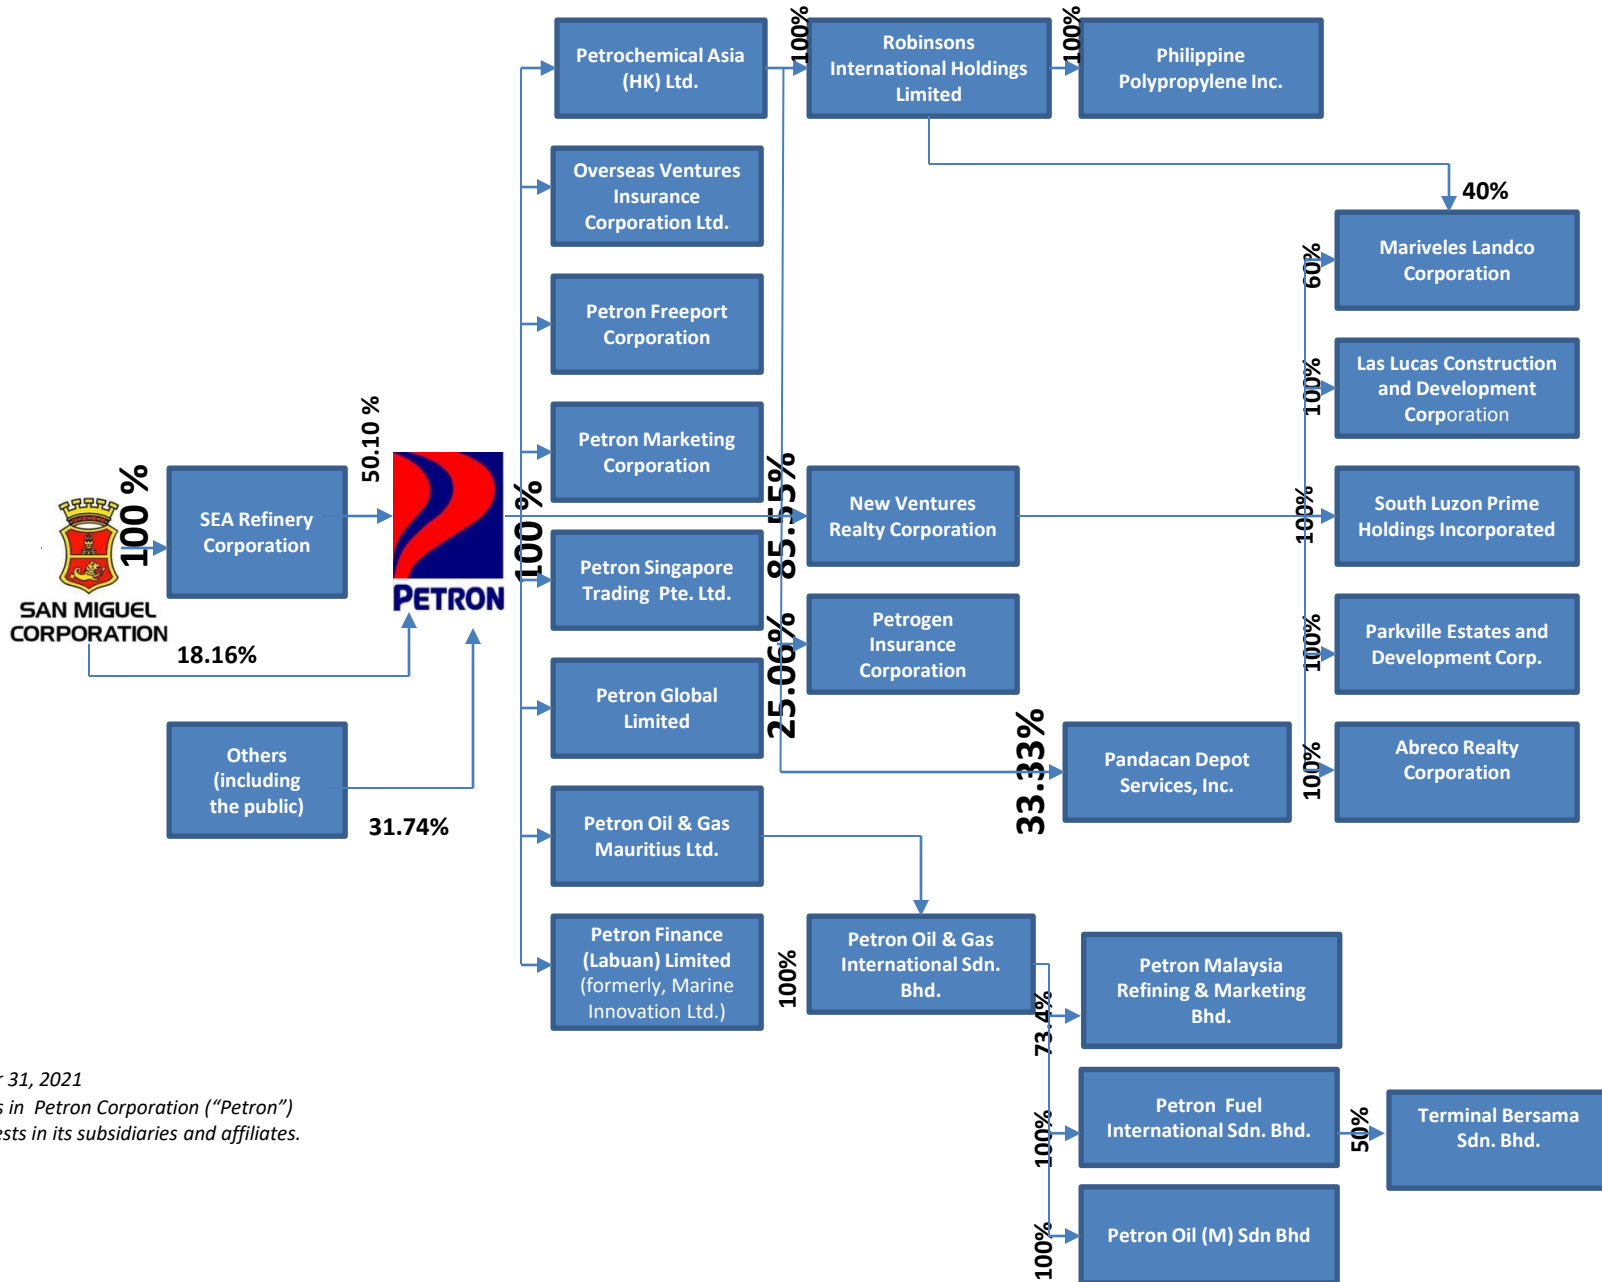 Petrochemical Asia
(HK) Ltd.
100%
Robinsons
International Holdings
Limited
100%
Philippine
Polypropylene Inc.
Overseas Ventures
Insurance
Corporation Ltd.
40%
Mariveles Landco
Corporation
60%
Petron Freeport
Corporation
Las Lucas Construction
and Development
Corporation
100%
Petron Marketing
Corporation
50.10 %
100 %
SEA Refinery
Corporation
SAN MIGUEL
CORPORATION
PETRON
100 %
85.55%
New Ventures
Realty Corporation
100%
South Luzon Prime
Holdings Incorporated
Petron Singapore
Trading Pte. Ltd.
18.16%
25.06%
Petrogen
Insurance
Corporation
100%
Parkville Estates and
Development Corp.
Petron Global
Limited
Others
(including
the public)
31.74%
33.33%
Pandacan Depot
Services, Inc.
100%
Abreco Realty
Corporation
Petron Oil & Gas
Mauritius Ltd.
Petron Finance
(Labuan) Limited
(formerly, Marine
Innovation Ltd.)
100%
Petron Oil & Gas
International Sdn.
Bhd.
73.4%
Petron Malaysia
Refining & Marketing
Bhd.
r 31, 2021
s in Petron Corporation (“Petron”)
ests in its subsidiaries and affiliates.
100%
Petron Fuel
International Sdn. Bhd.
50%
Terminal Bersama
Sdn. Bhd.
100%
Petron Oil (M) Sdn Bhd